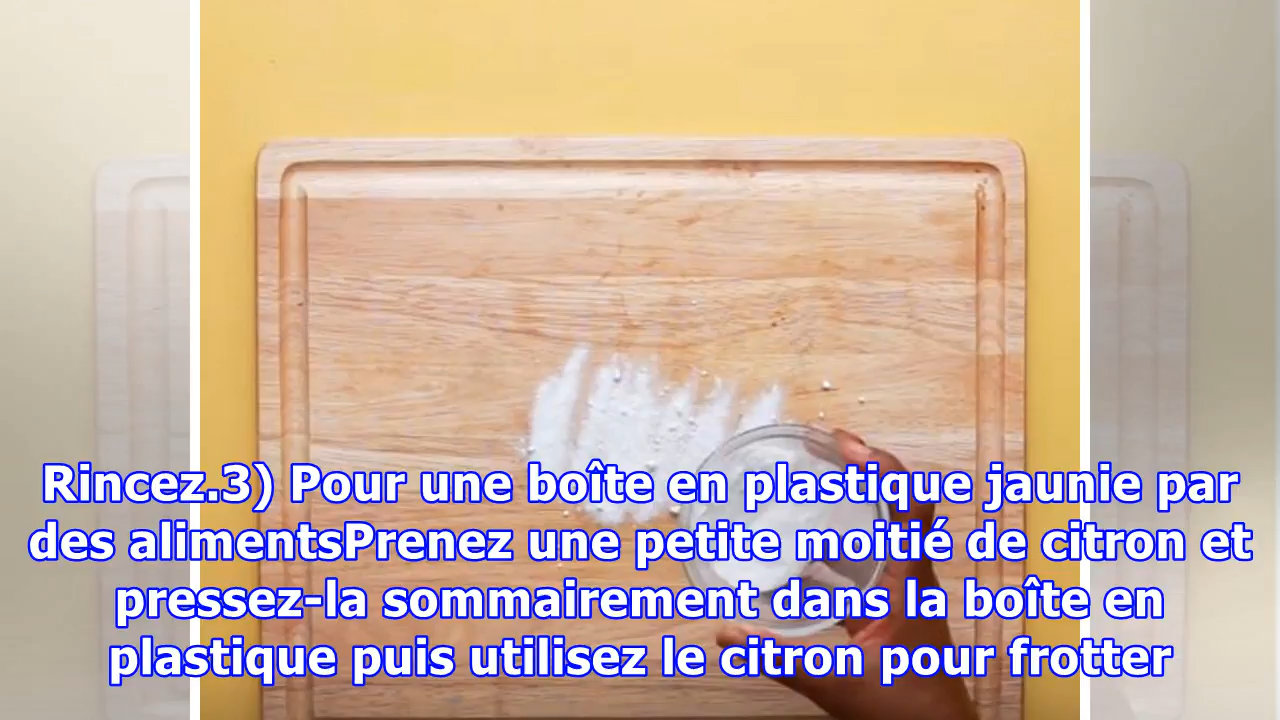 Rincez.3) Pour une boîte en plastique jaunie par
des alimentsPrenez une petite moitié de citron et
pressez-la sommairement dans la boîte en
plastique puis utilisez le citron pour frotter